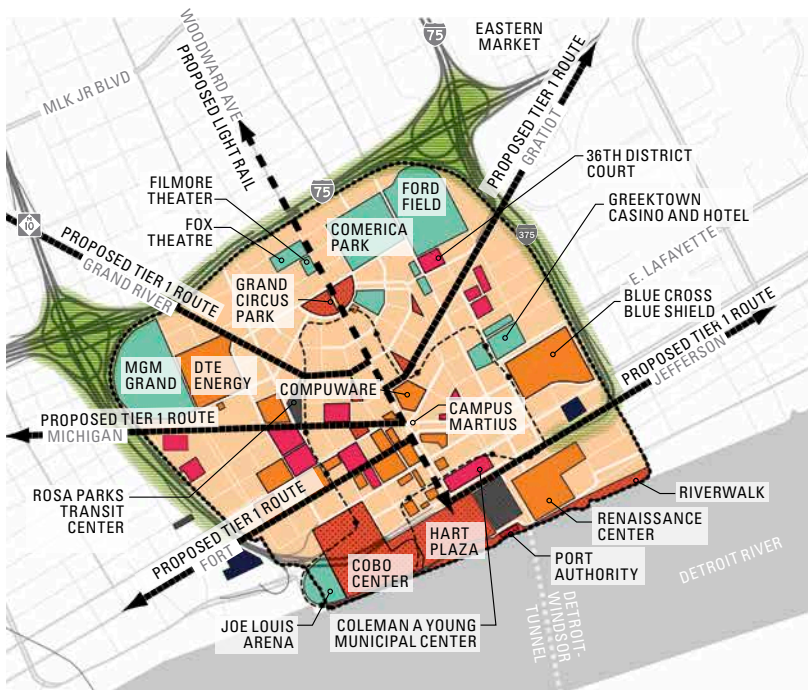 EASTERN
MARKET
75
WOODWARD AVE
PROPOSED LIGHT RAIL
MLK JR BLVD
PROPOSED TIER 1 ROUTE
GRATIOT
36TH DISTRICT
COURT
75
FILMORE
THEATER
FORD
FIELD
GREEKTOWN
CASINO AND HOTEL
FOX
THEATRE
COMERICA
PARK
M
10
375
E. LAFAYETTE
PROPOSED TIER 1 ROUTE
GRAND RIVER
GRAND
CIRCUS
PARK
BLUE CROSS
BLUE SHIELD
PROPOSED TIER 1 ROUTE
JEFFERSON
MGM
GRAND
DTE
ENERGY
COMPUWARE
PROPOSED TIER 1 ROUTE
MICHIGAN
CAMPUS
MARTIUS
ROSA PARKS
TRANSIT
CENTER
PROPOSED TIER 1 ROUTE
FORT
RIVERWALK
RENAISSANCE
CENTER
HART
PLAZA
COBO
CENTER
PORT
AUTHORITY
DETROIT RIVER
JOE LOUIS
ARENA
COLEMAN A YOUNG
MUNICIPAL CENTER
DETROIT-
WINDSOR
TUNNEL